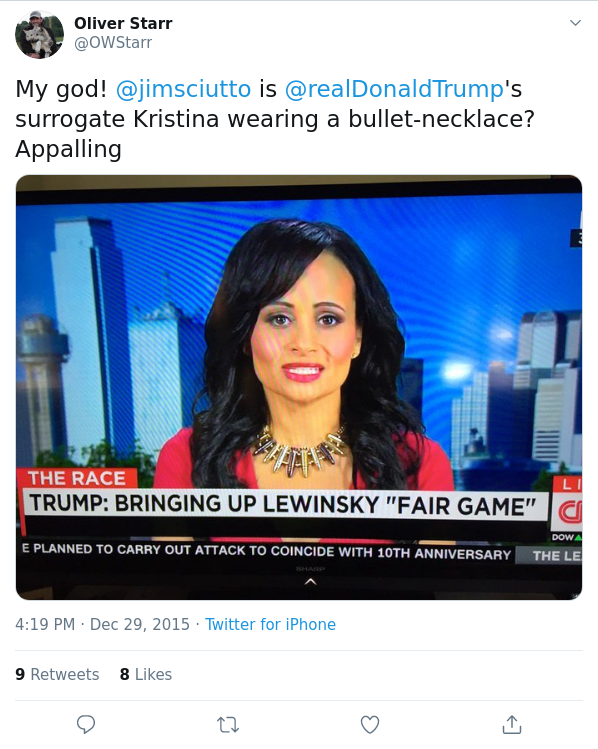 Oliver Starr
@OWStarr
My god! @jimsciutto is @realDonaldTrump's
surrogate Kristina wearing a bullet-necklace?
Appalling
THE RACE
LI
TRUMP: BRINGING UP LEWINSKY "FAIR GAME"
DOW
E PLANNED TO CARRY OUT ATTACK TO COINCIDE WITH 10TH ANNIVERSARY
THE LE
SHARP
4:19 PM · Dec 29, 2015 · Twitter for iPhone
9 Retweets 8 Likes